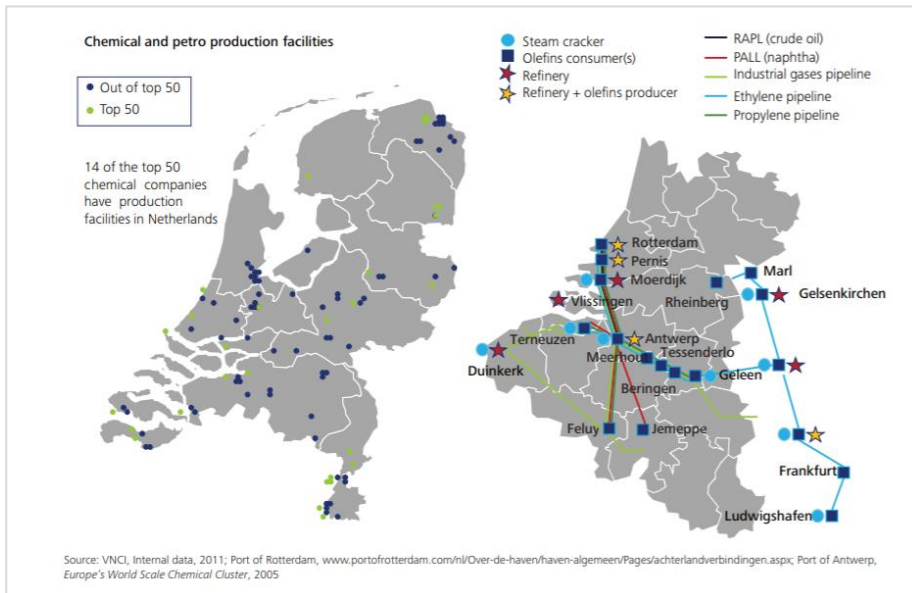 Chemical and petro production facilities
Out of top 50
Top 50
14 of the top 50
chemical companies
have production
facilities in Netherlands
Steam cracker
Olefins consumer(s)
Refinery
Refinery + olefins producer
RAPL (crude oil)
PALL (naphtha)
Industrial gases pipeline
Ethylene pipeline
Propylene pipeline
Rotterdam
Pernis
Moerdijk
Marl
Rheinberg
Gelsenkirchen
Vlissingen
Terneuzen
Antwerp
Meerhout
Tessenderlo
Duinkerk
Geleen
Beringen
Feluy
Jemeppe
Frankfurt
Ludwigshafen
Source: VNCI, Internal data, 2011; Port of Rotterdam, www.portofrotterdam.com/nl/Over-de-haven/haven-algemeen/Pages/achterlandverbindingen.aspx; Port of Antwerp,
Europe's World Scale Chemical Cluster, 2005